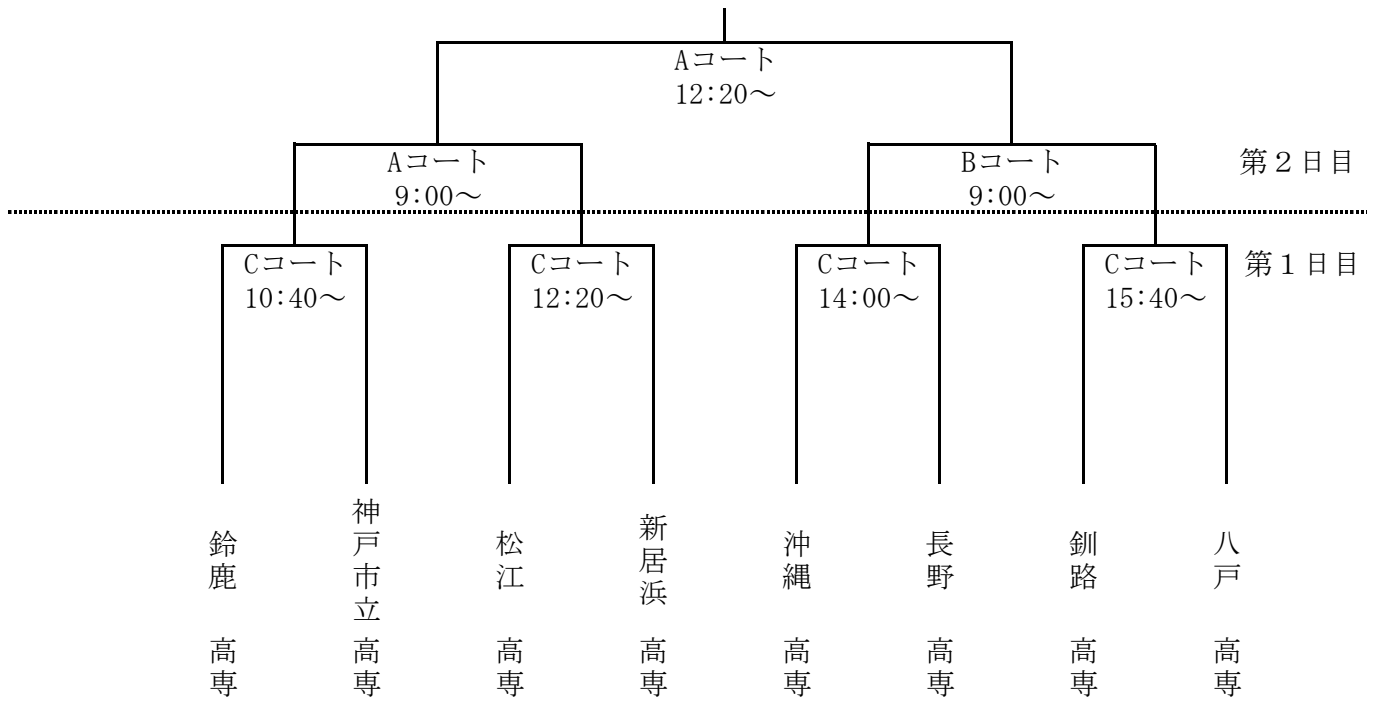 Aコート
12:20～
Aコート
9:00～
Bコート
9:00～
第２日目
Cコート
10:40～
Cコート
12:20～
Cコート
14:00～
Cコート
15:40～
第１日目
鈴鹿　高専
神戸市立高専
松江　高専
新居浜　高専
沖縄　高専
長野　高専
釧路　高専
八戸　高専